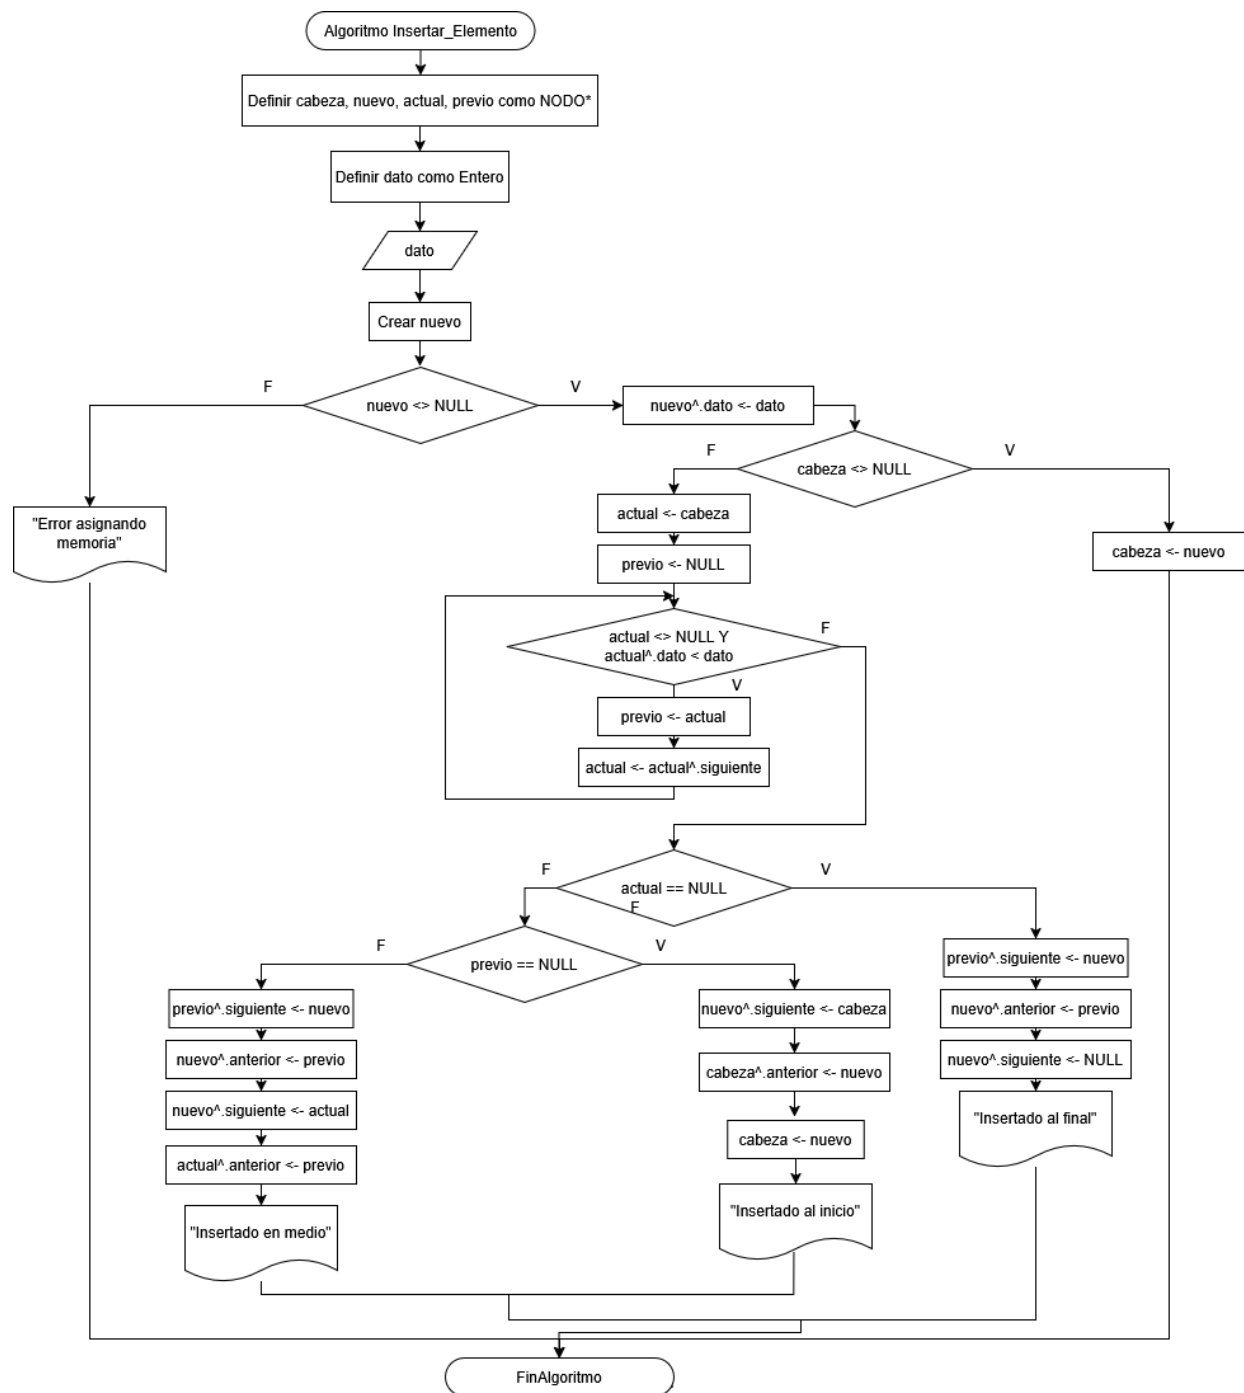 Algoritmo Insertar_Elemento
Definir cabeza, nuevo, actual, previo como NODO*
Definir dato como Entero
dato
Crear nuevo
F
V
nuevo <> NULL
nuevo^.dato <- dato
F
V
cabeza <> NULL
"Error asignando
memoria"
actual <- cabeza
cabeza <- nuevo
previo <- NULL
actual <> NULL Y
actual^.dato < dato
F
V
previo <- actual
actual <- actual^.siguiente
F
V
actual == NULL
F
F
V
previo == NULL
previo^.siguiente <- nuevo
nuevo^.anterior <- previo
nuevo^.siguiente <- actual
actual^.anterior <- previo
"Insertado en medio"
nuevo^.siguiente <- cabeza
cabeza^.anterior <- nuevo
cabeza <- nuevo
"Insertado al inicio"
previo^.siguiente <- nuevo
nuevo^.anterior <- previo
nuevo^.siguiente <- NULL
"Insertado al final"
FinAlgoritmo